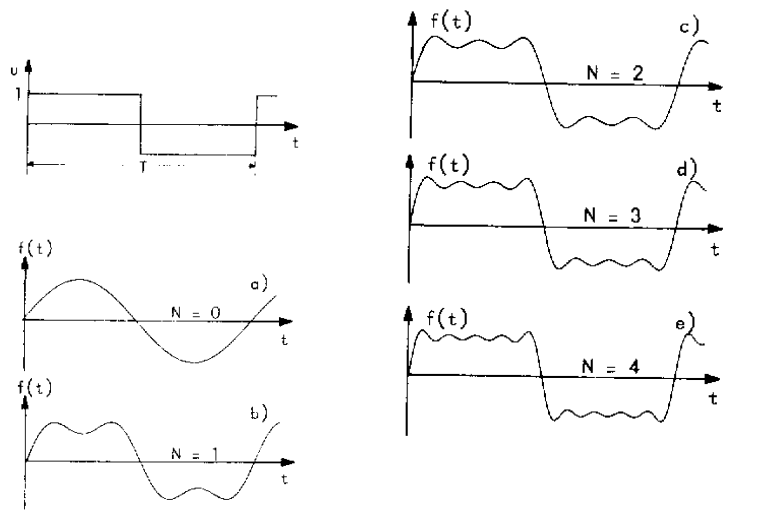 u
1
t
T
f(t)
a)
N = 0
t
f(t)
b)
N = 1
t
f(t)
c)
N = 2
t
f(t)
d)
N = 3
t
f(t)
e)
N = 4
t